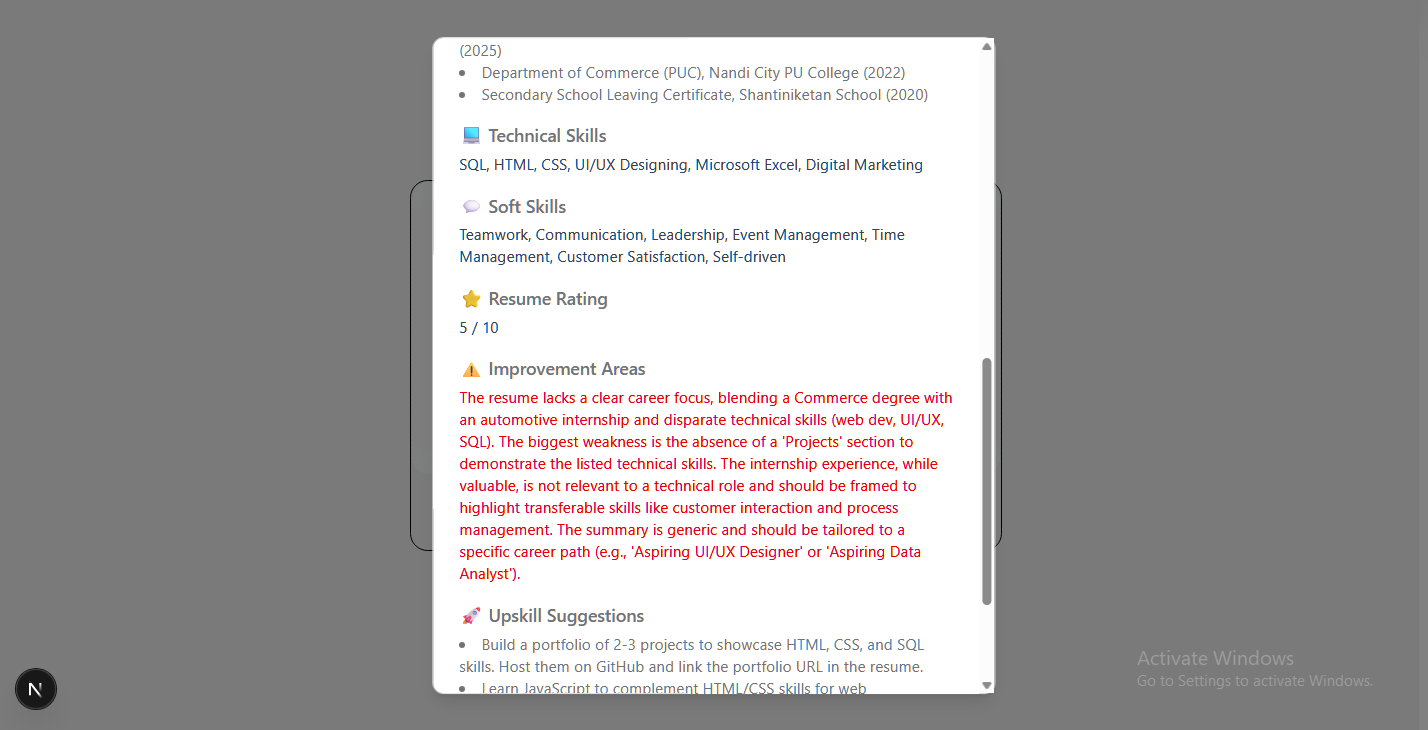 (2025)
Department of Commerce (PUC), Nandi City PU College (2022)
Secondary School Leaving Certificate, Shantiniketan School (2020)
Technical Skills
SQL, HTML, CSS, UI/UX Designing, Microsoft Excel, Digital Marketing
Soft Skills
Teamwork, Communication, Leadership, Event Management, Time
Management, Customer Satisfaction, Self-driven
Resume Rating
5 / 10
Improvement Areas
The resume lacks a clear career focus, blending a Commerce degree with
an automotive internship and disparate technical skills (web dev, UI/UX,
SQL). The biggest weakness is the absence of a 'Projects' section to
demonstrate the listed technical skills. The internship experience, while
valuable, is not relevant to a technical role and should be framed to
highlight transferable skills like customer interaction and process
management. The summary is generic and should be tailored to a
specific career path (e.g., 'Aspiring UI/UX Designer' or 'Aspiring Data
Analyst').
Upskill Suggestions
Build a portfolio of 2-3 projects to showcase HTML, CSS, and SQL
skills. Host them on GitHub and link the portfolio URL in the resume.
Learn JavaScript to complement HTML/CSS skills for web
N
Activate Windows
Go to Settings to activate Windows.